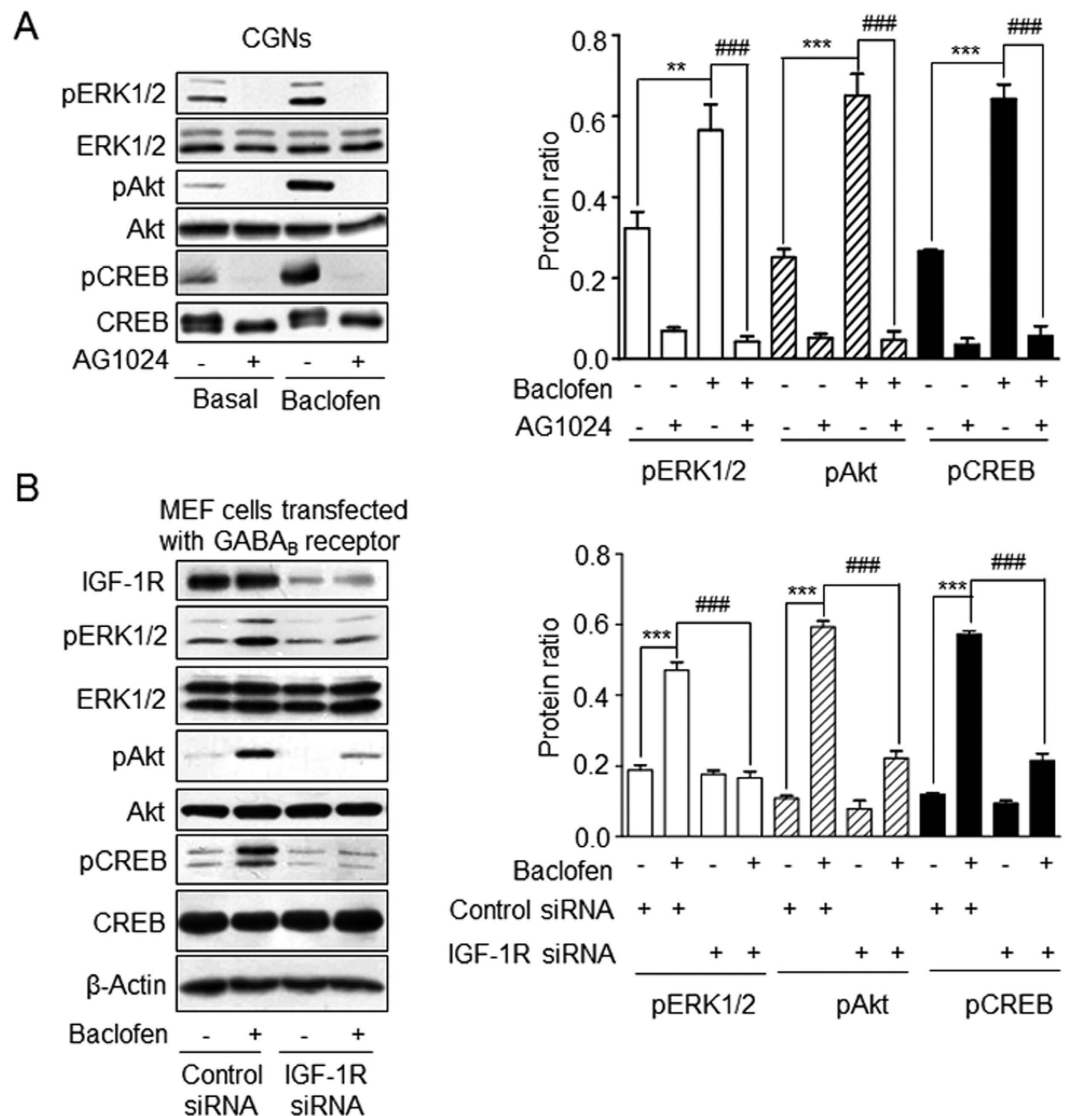 A
CGNs
pERK1/2
ERK1/2
pAkt
Akt
pCREB
CREB
AG1024 - + - +
Basal Baclofen
Protein ratio
0.8
0.6
0.4
0.2
0.0
** ### *** ### *** ###
Baclofen - - + + - - + + - - + +
AG1024 - + - + - + - + - + - +
pERK1/2 pAkt pCREB
B
MEF cells transfected
with GABAB receptor
IGF-1R
pERK1/2
ERK1/2
pAkt
Akt
pCREB
CREB
β-Actin
Baclofen - + - +
Control IGF-1R
siRNA siRNA
Protein ratio
0.8
0.6
0.4
0.2
0.0
*** ### *** ### *** ###
Baclofen - + - + - + - + - + - +
Control siRNA + + + + + +
IGF-1R siRNA + + + + + +
pERK1/2 pAkt pCREB